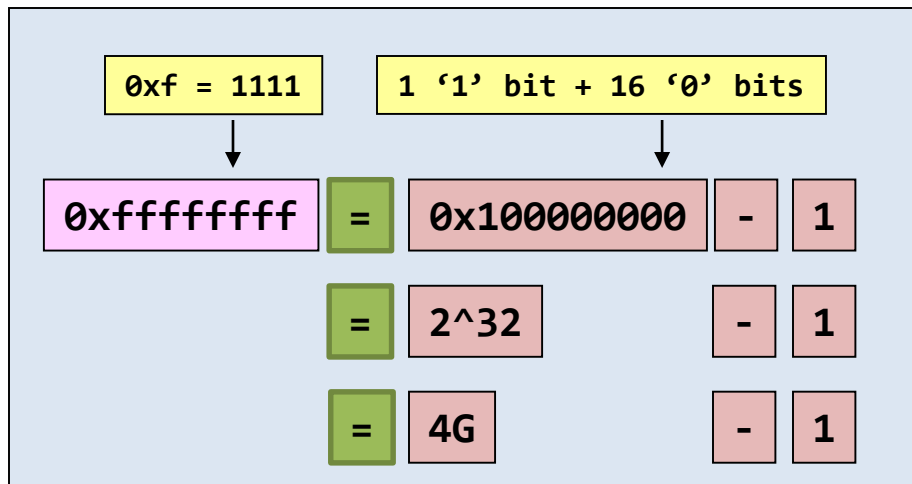 0xf = 1111
1 ‘1’ bit + 16 ‘0’ bits
0xffffffff = 0x100000000 - 1
= 2^32 - 1
= 4G - 1